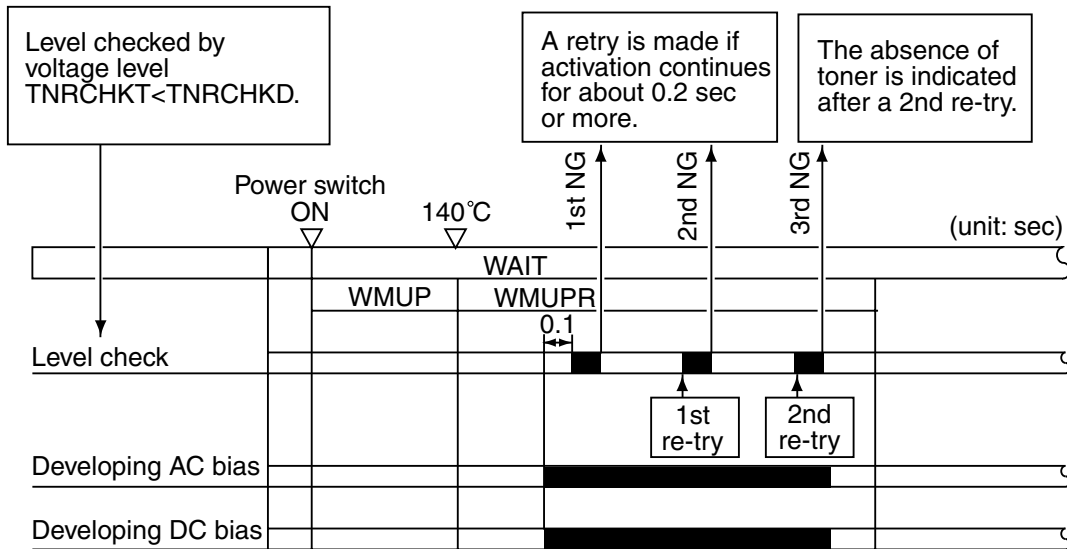 Level checked by
voltage level
TNRCHKT<TNRCHKD.
A retry is made if
activation continues
for about 0.2 sec
or more.
The absence of
toner is indicated
after a 2nd re-try.
Power switch
ON
140°C
1st NG
2nd NG
3rd NG
(unit: sec)
WAIT
WMUP
WMUPR
0.1
Level check
1st
re-try
2nd
re-try
Developing AC bias
Developing DC bias